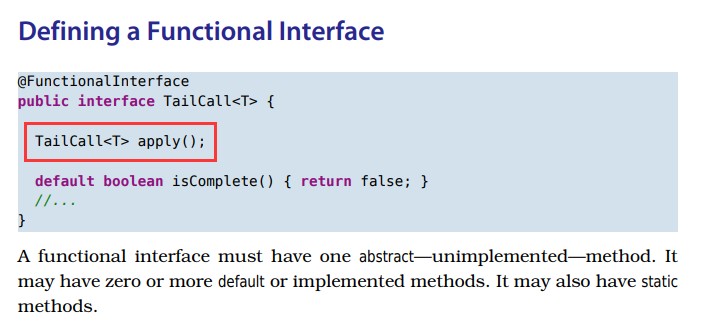 Defining a Functional Interface
@FunctionalInterface
public interface TailCall<T> {
TailCall<T> apply();
default boolean isComplete() { return false; }
//...
}
A functional interface must have one abstract—unimplemented—method. It
may have zero or more default or implemented methods. It may also have static
methods.